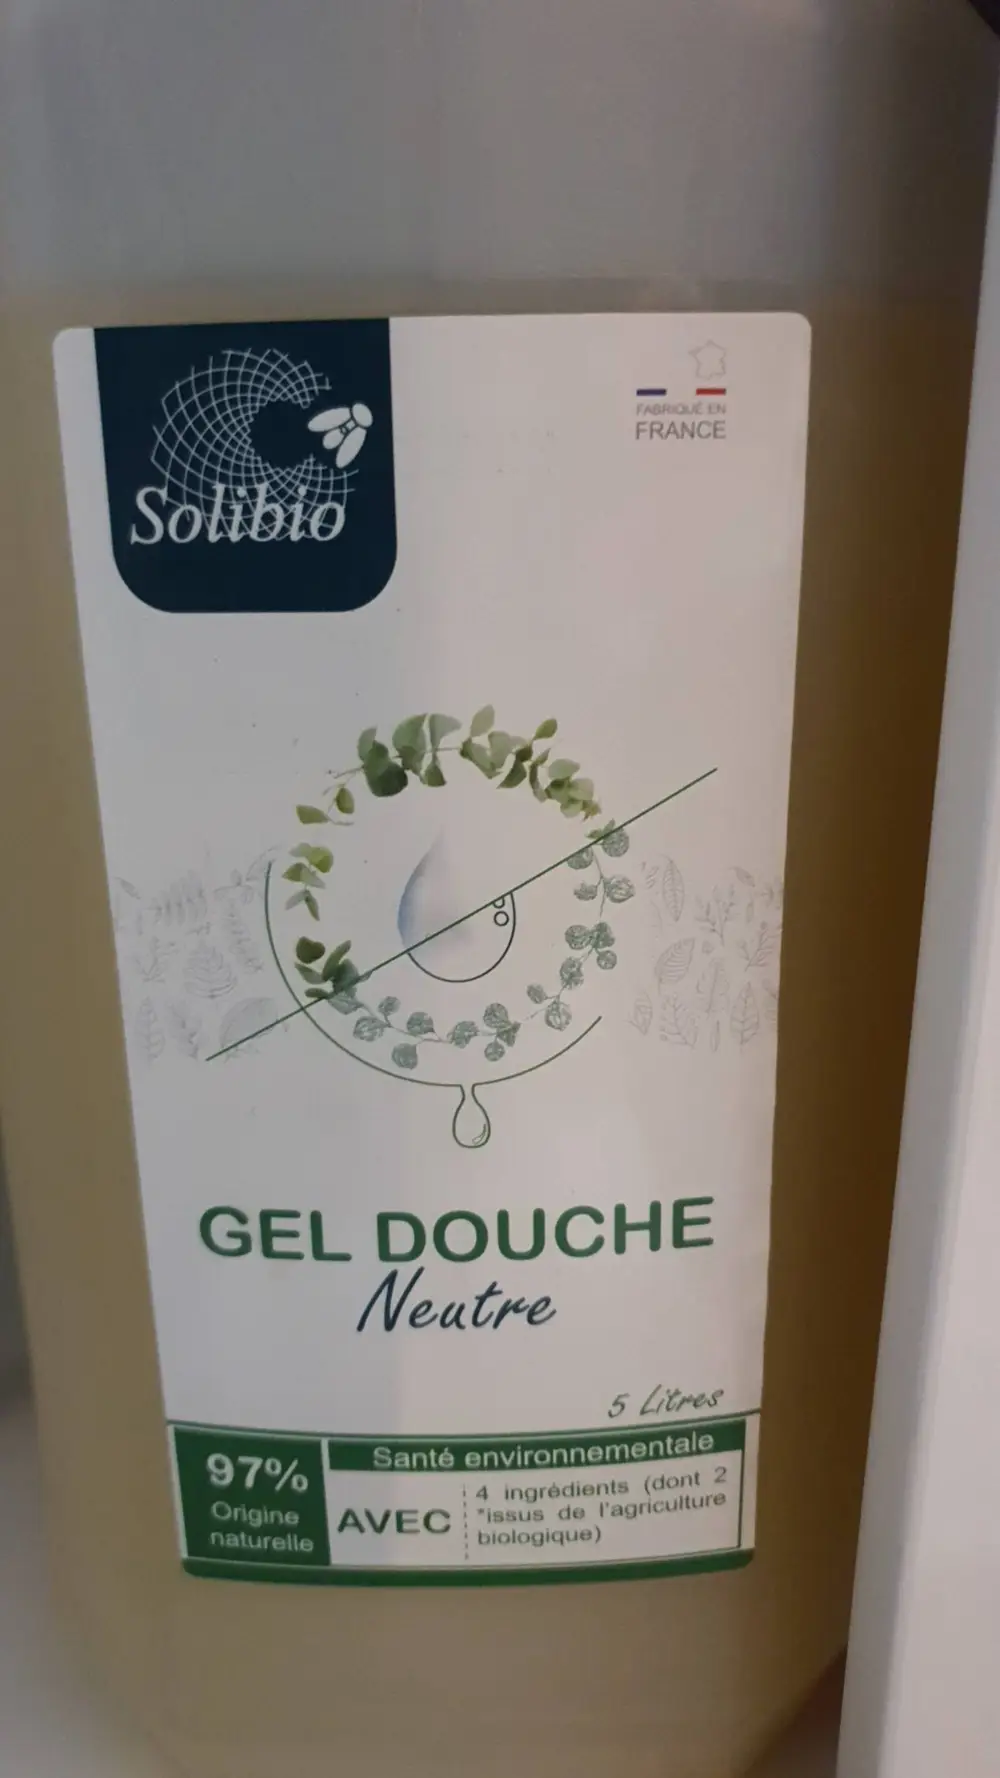 Solibio
FABRIQUÉ EN
FRANCE
GEL DOUCHE
Neutre
5 Litres
97%
Origine
naturelle
Santé environnementale
AVEC
4 ingrédients (dont 2
*issus de l'agriculture
biologique)